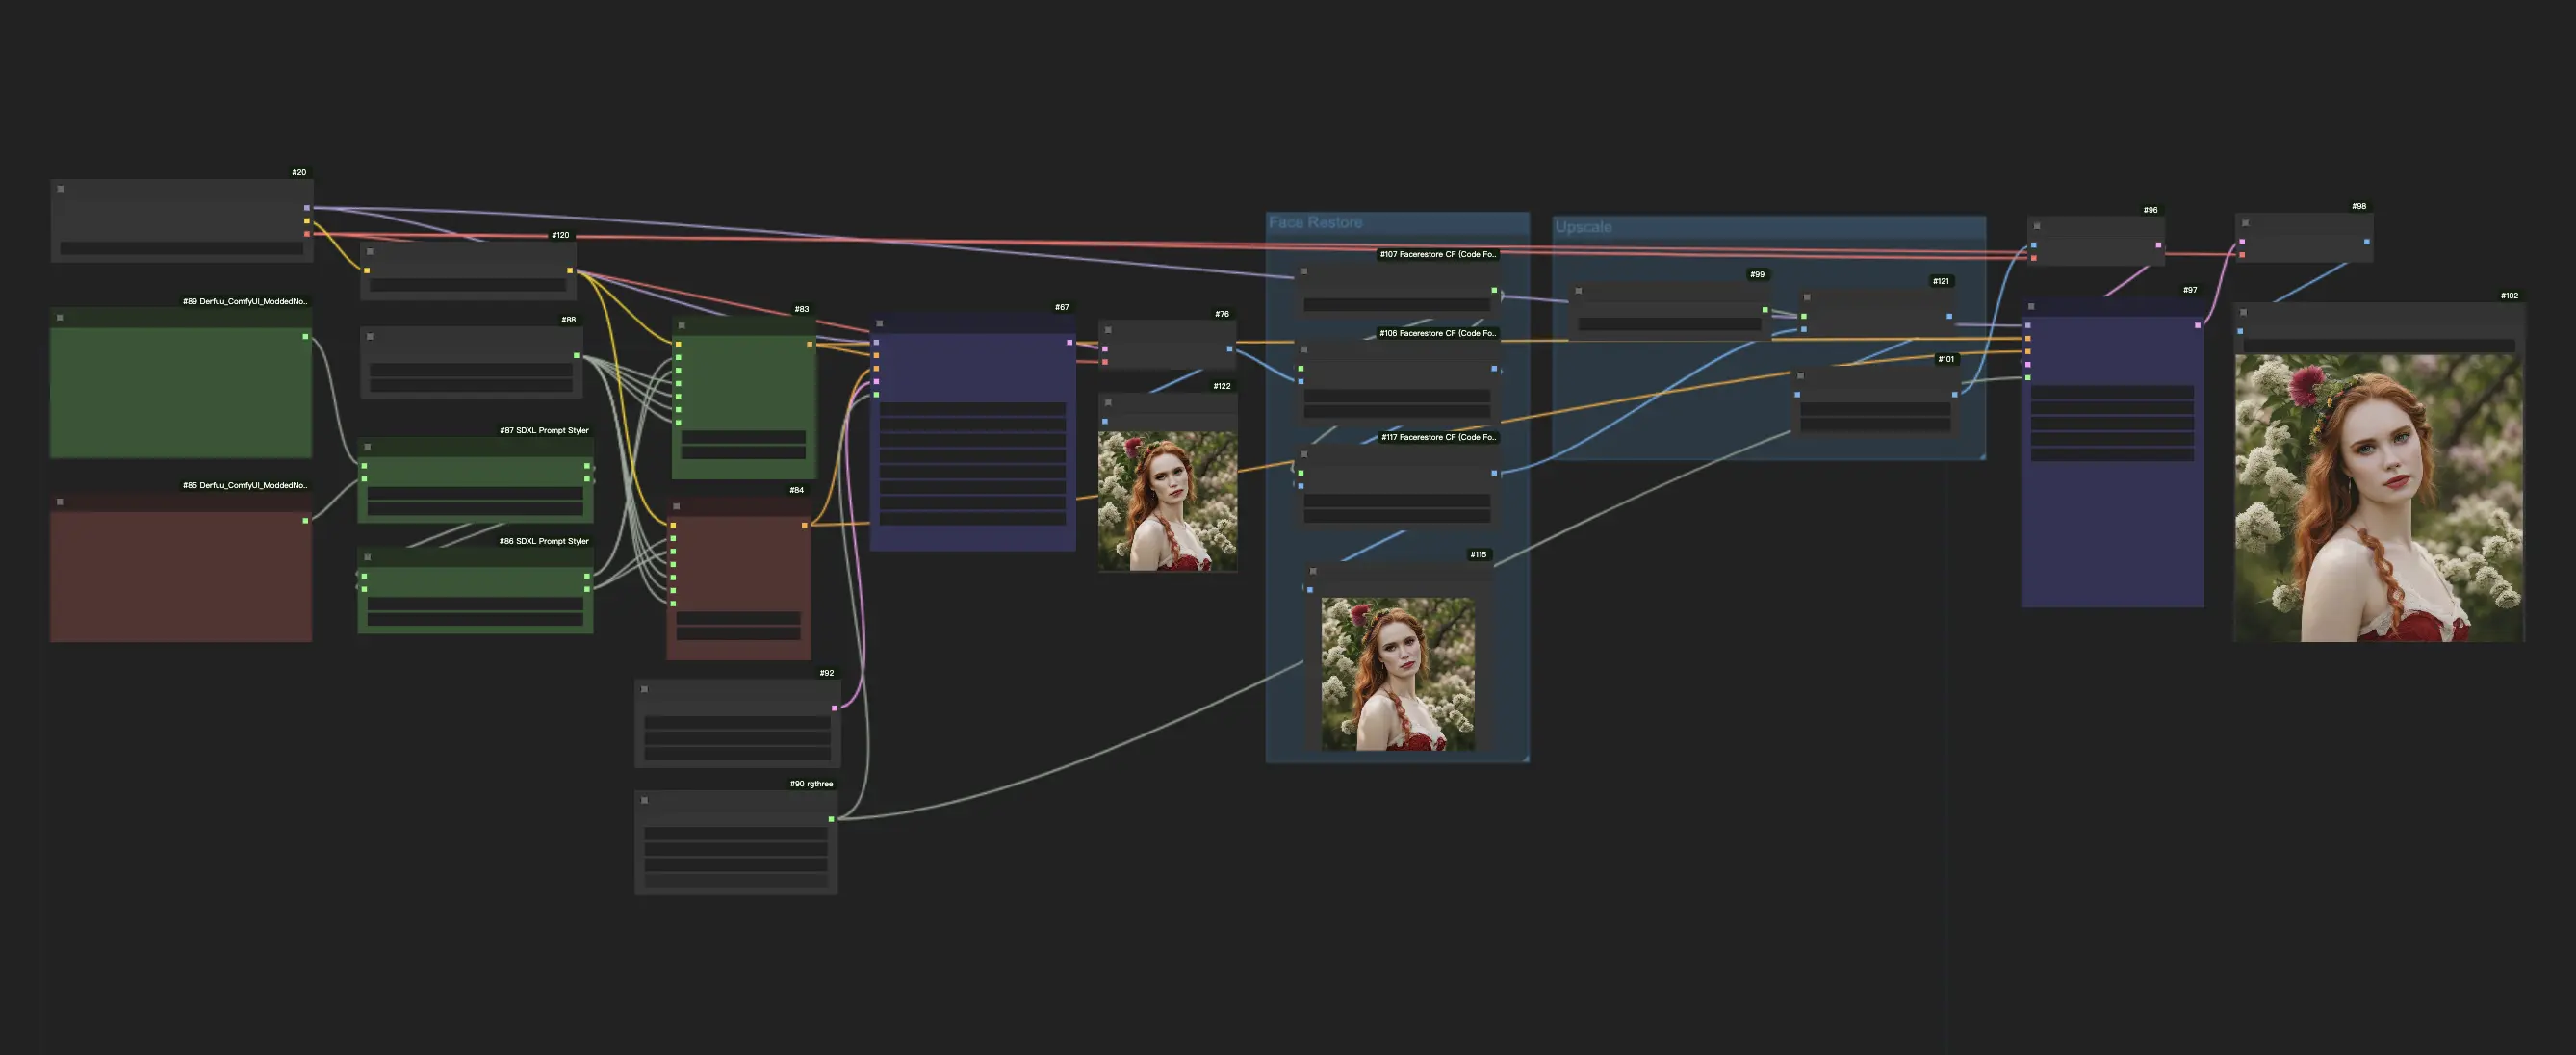 #20
#120
#89 Derfuu_ComfyUI_ModdedNo..
#88
#87 SDXL Prompt Styler
#85 Derfuu_ComfyUI_ModdedNo..
#86 SDXL Prompt Styler
#83
#84
#92
#90 rgthree
#67
#76
#122
Face Restore
#107 Facerestore CF (Code Fo..
#106 Facerestore CF (Code Fo..
#117 Facerestore CF (Code Fo..
#115
Upscale
#99
#121
#101
#96
#97
#98
#102